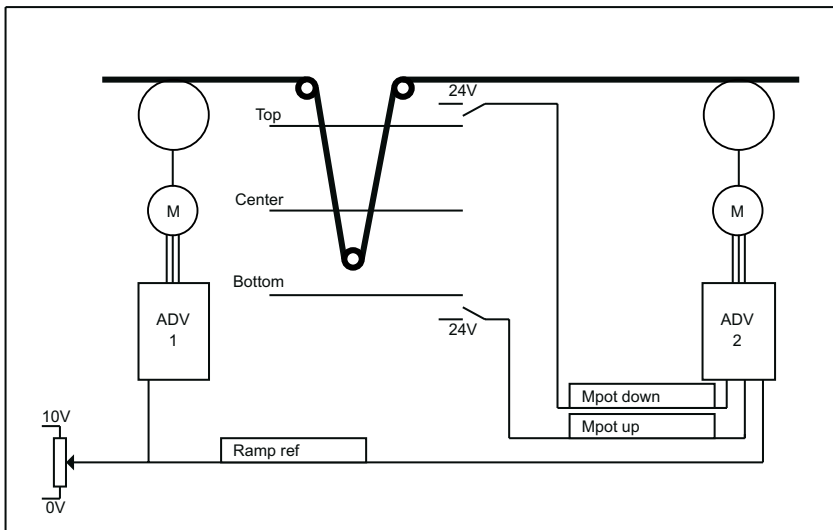 24V
Top
M
M
Center
Bottom
ADV
1
ADV
2
24V
Mpot down
10V
Mpot up
Ramp ref
0V